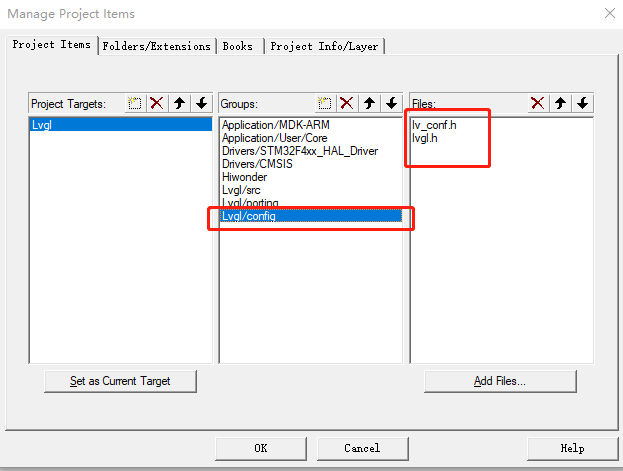 Manage Project Items
Project Items Folders/Extensions Books Project Info/Layer
Project Targets: Groups: Files:
Lvgl
Application/MDK-ARM
Application/User/Core
Drivers/STM32F4xx_HAL_Driver
Drivers/CMSIS
Hiwonder
Lvgl/src
Lvgl/porting
Lvgl/config
lv_conf.h
lvgl.h
Set as Current Target
Add Files...
OK Cancel Help